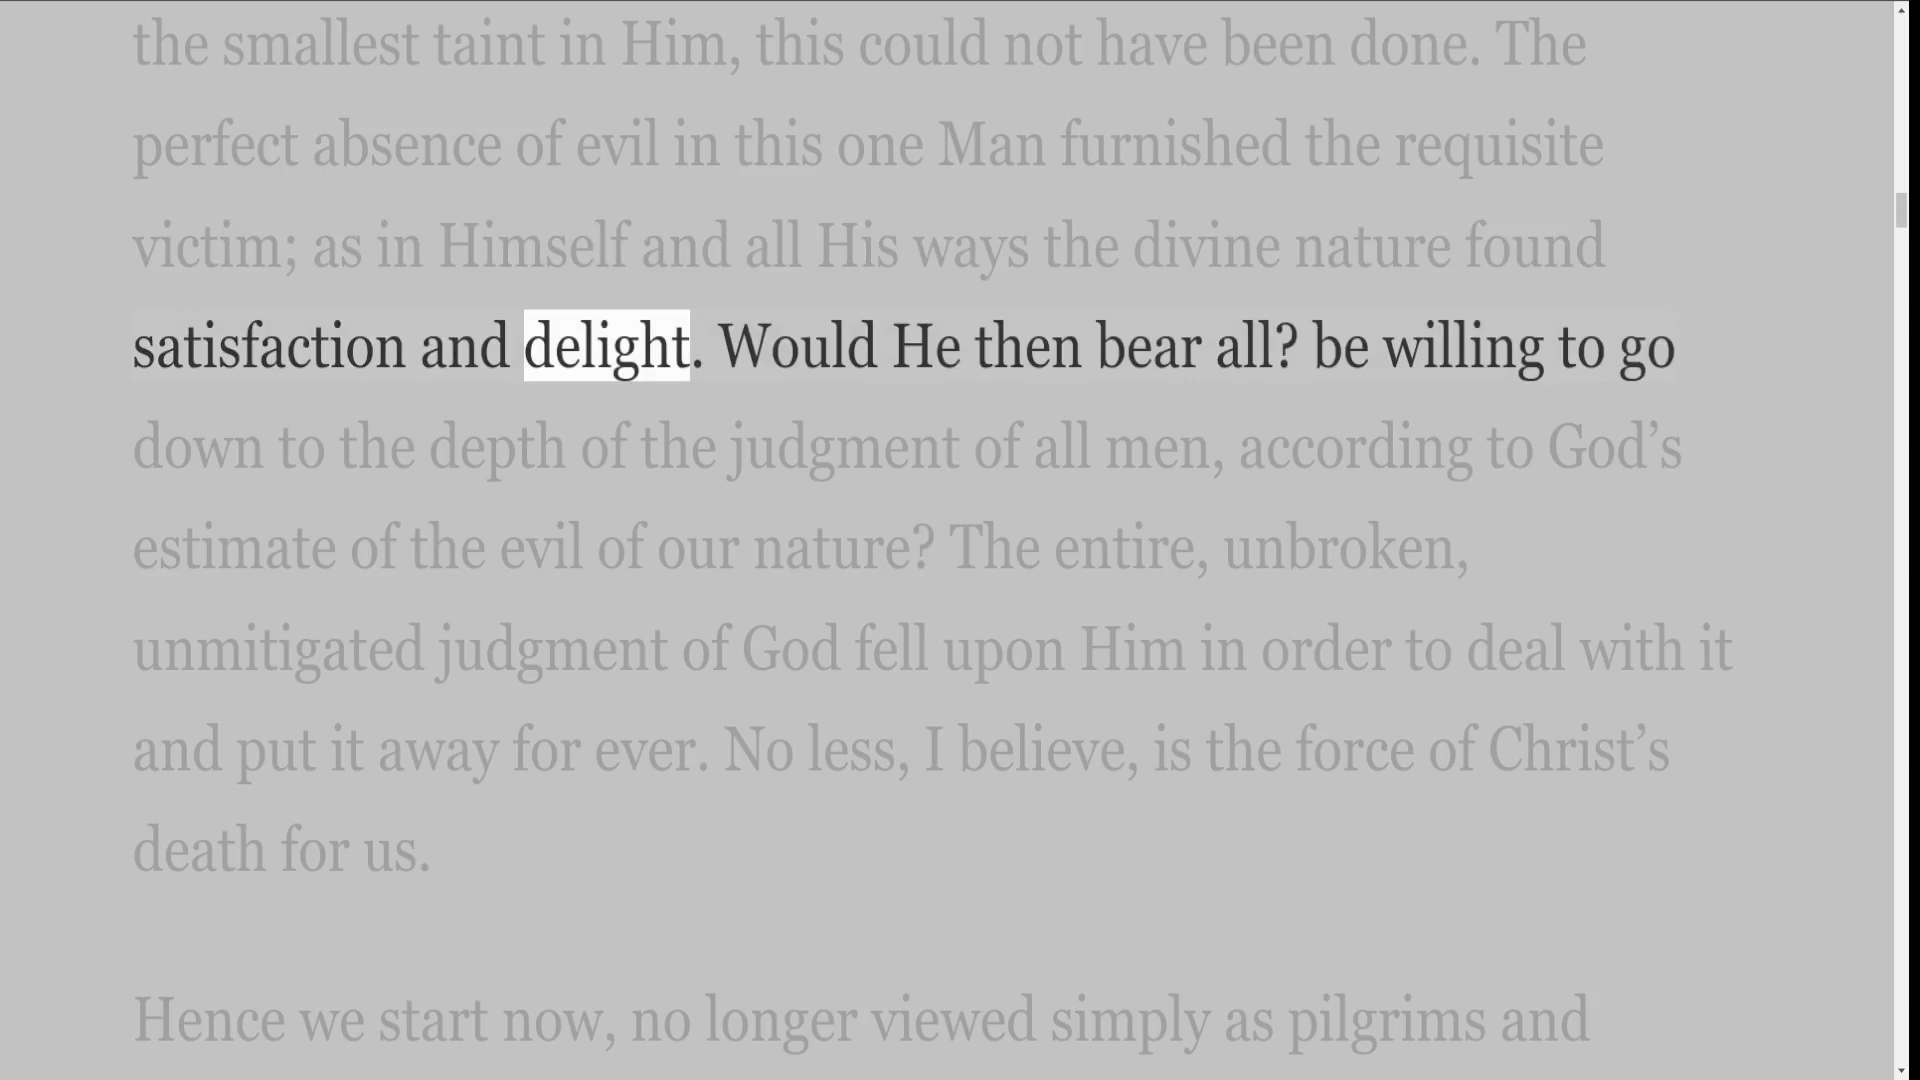 the smallest taint in Him, this could not have been done. The
perfect absence of evil in this one Man furnished the requisite
victim; as in Himself and all His ways the divine nature found
satisfaction and delight. Would He then bear all? be willing to go
down to the depth of the judgment of all men, according to God’s
estimate of the evil of our nature? The entire, unbroken,
unmitigated judgment of God fell upon Him in order to deal with it
and put it away for ever. No less, I believe, is the force of Christ’s
death for us.
Hence we start now, no longer viewed simply as pilgrims and